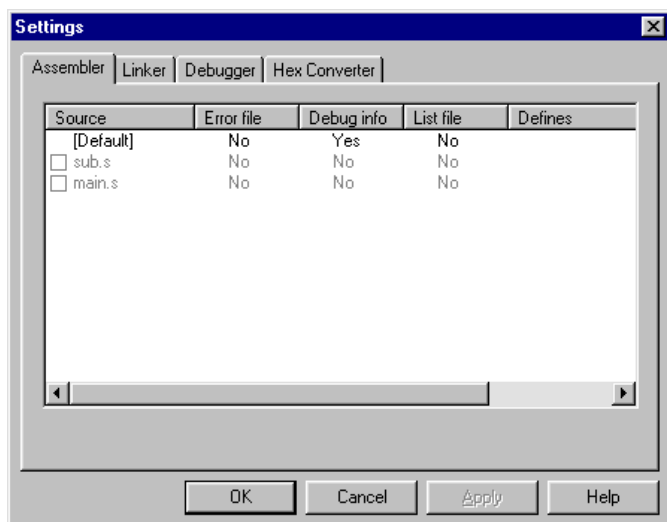 Settings
Assembler Linker Debugger Hex Converter
Source Error file Debug info List file Defines
[Default] No Yes No
sub.s No No No
main.s No No No
OK Cancel Apply Help